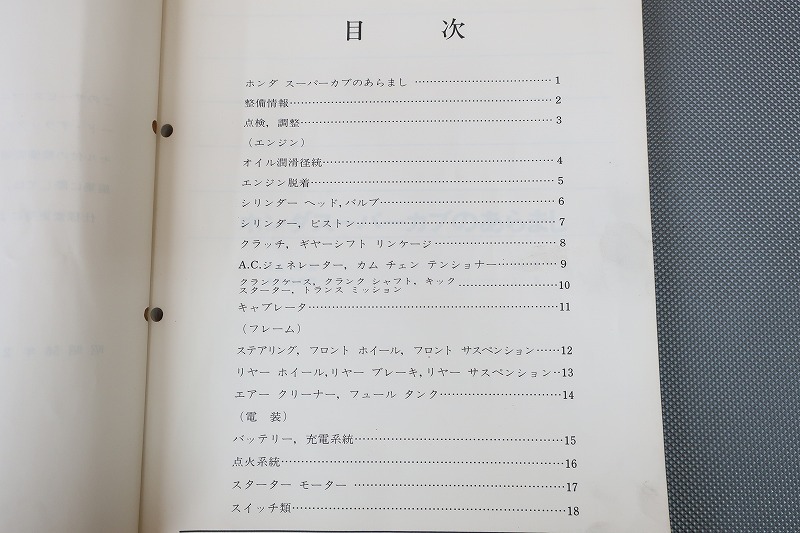 目 次
ホンダ スーパーカブのあらまし……………………………1
整備情報……………………………2
点検，調整……………………………3
（エンジン）
オイル潤滑径統……………………………4
エンジン脱着……………………………5
シリンダー ヘッド，バルブ……………………………6
シリンダー，ピストン……………………………7
クラッチ，ギヤーシフト リンケージ……………………………8
A.C.ジェネレーター，カム チェン テンショナー……………9
クランクケース，クランク シャフト，キック
スターター，トランス ミッション……………………10
キャブレータ……………………………11
（フレーム）
ステアリング，フロント ホイール，フロント サスペンション……12
リヤー ホイール，リヤー ブレーキ，リヤー サスペンション…13
エアー クリーナー，フュール タンク……………………………14
（電 装）
バッテリー，充電系統……………………………15
点火系統……………………………16
スターター モーター……………………………17
スイッチ類……………………………18